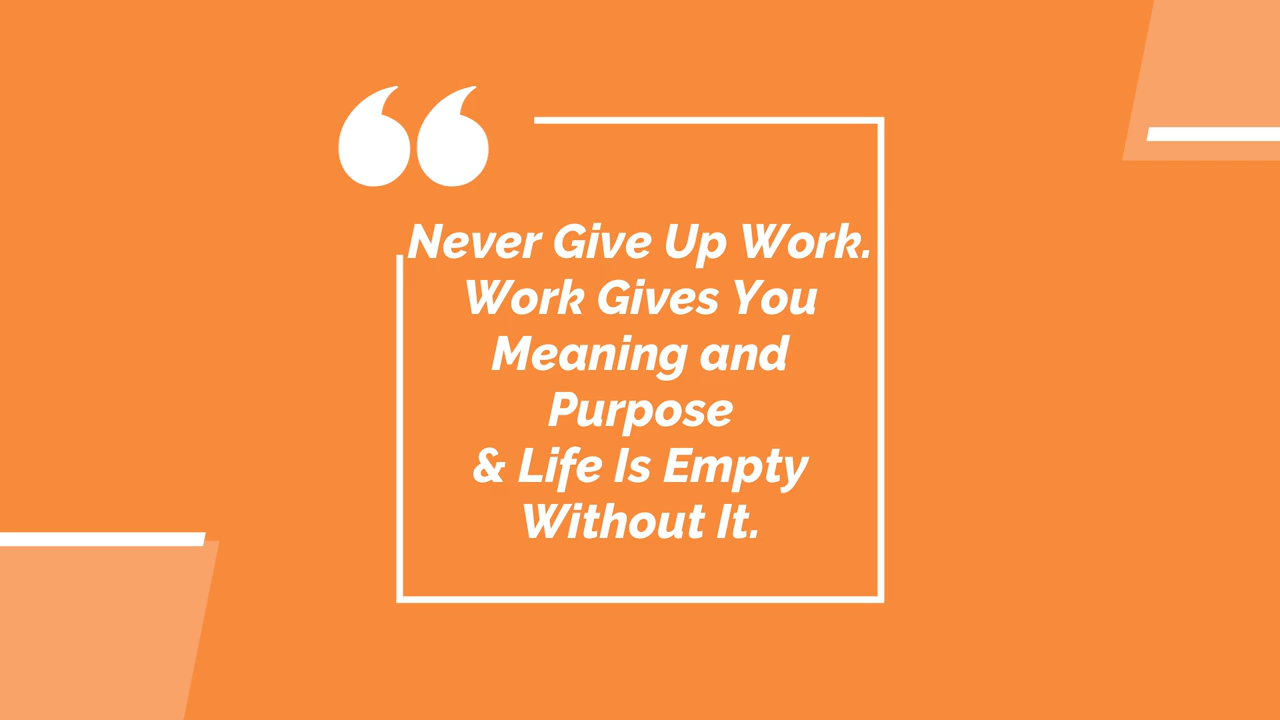 Never Give Up Work.
Work Gives You
Meaning and
Purpose
& Life Is Empty
Without It.